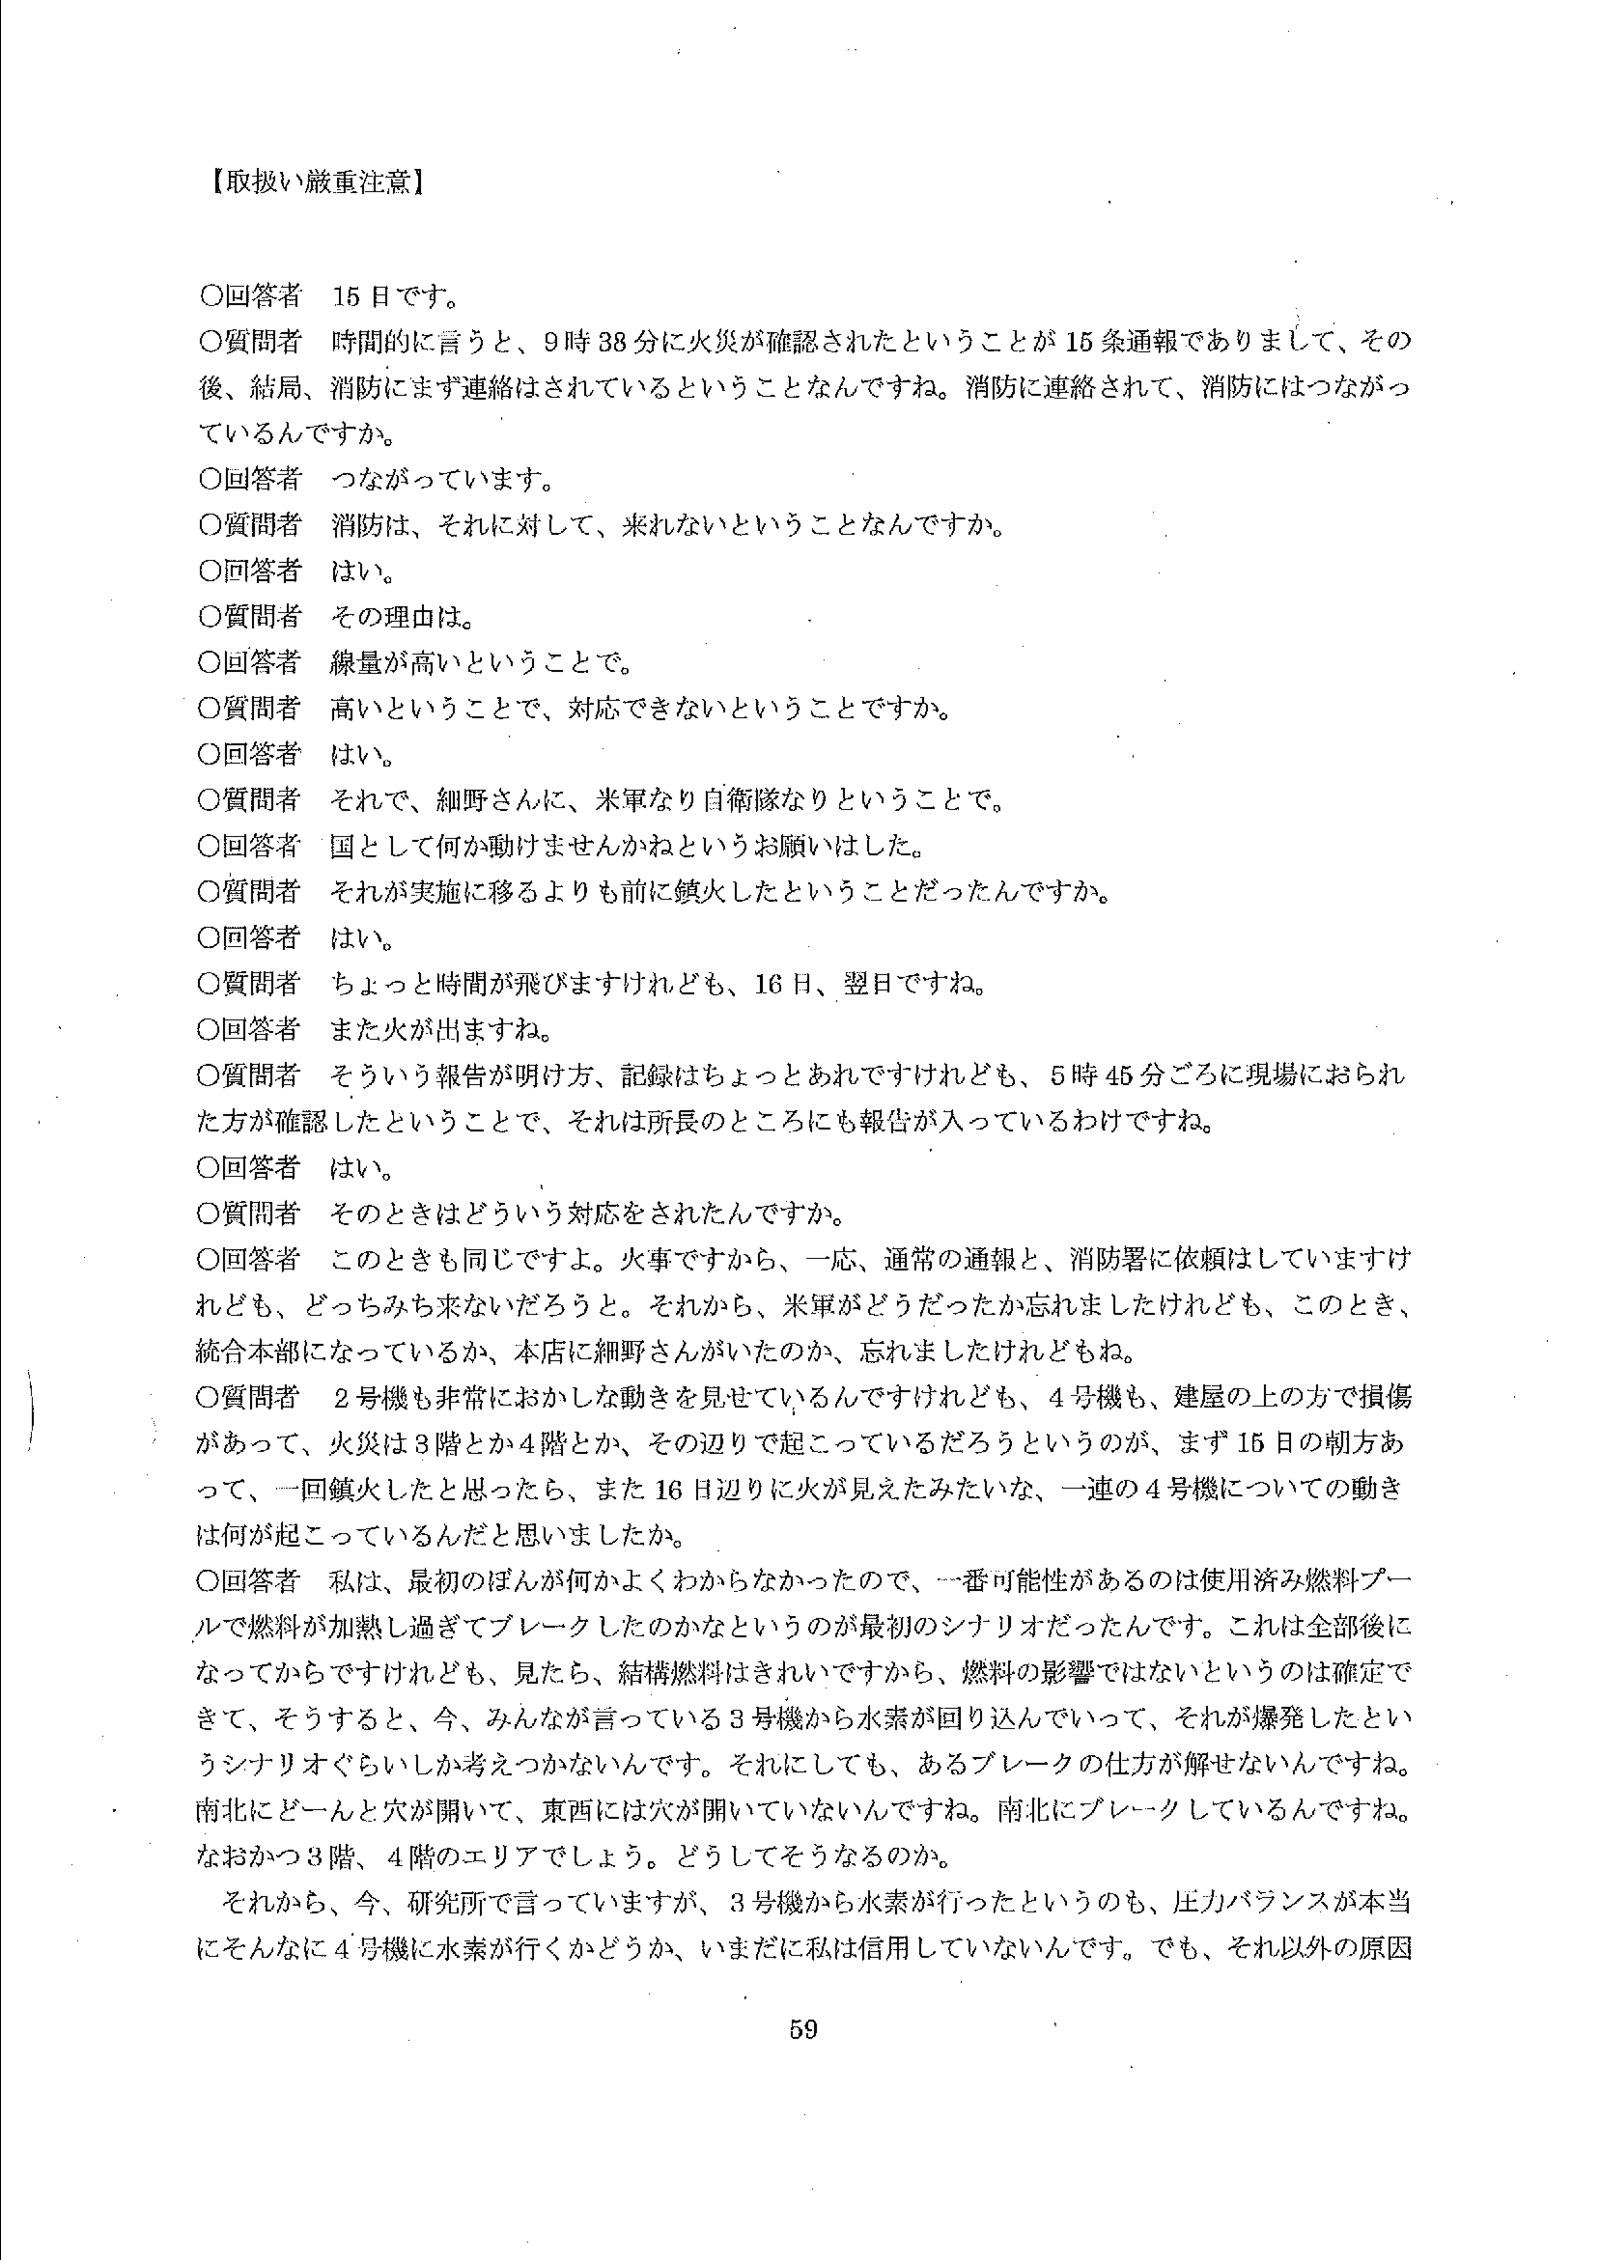 【取扱い厳重注意】
〇回答者　15日です。
〇質問者　時間的に言うと、9時38分に火災が確認されたということが15条通報でありまして、その
後、結局、消防にまず連絡はされているということなんですね。消防に連絡されて、消防にはつながっ
ているんですか。
〇回答者　つながっています。
〇質問者　消防は、それに対して、来れないということなんですか。
〇回答者　はい。
〇質問者　その理由は。
〇回答者　線量が高いということで。
〇質問者　高いということで、対応できないということですか。
〇回答者　はい。
〇質問者　それで、細野さんに、米軍なり自衛隊なりということで。
〇回答者　国として何か動けませんかねというお願いはした。
〇質問者　それが実施に移るよりも前に鎮火したということだったんですか。
〇回答者　はい。
〇質問者　ちょっと時間が飛びますけれども、16日、翌日ですね。
〇回答者　また火が出ますね。
〇質問者　そういう報告が明け方、記録はちょっとあれですけれども、5時45分ごろに現場におられ
た方が確認したということで、それは所長のところにも報告が入っているわけですね。
〇回答者　はい。
〇質問者　そのときはどういう対応をされたんですか。
〇回答者　このときも同じですよ。火事ですから、一応、通常の通報と、消防署に依頼はしていますけ
れども、どっちみち来ないだろうと。それから、米軍がどうだったか忘れましたけれども、このとき、
統合本部になっているか、本店に細野さんがいたのか、忘れましたけれどもね。
〇質問者　2号機も非常におかしな動きを見せているんですけれども、4号機も、建屋の上の方で損傷
があって、火災は3階とか4階とか、その辺りで起こっているだろうというのが、まず15日の朝方あ
って、一回鎮火したと思ったら、また16日辺りに火が見えたみたいな、一連の4号機についての動き
は何が起こっているんだと思いましたか。
〇回答者　私は、最初のぼんが何かよくわからなかったので、一番可能性があるのは使用済み燃料プー
ルで燃料が加熱し過ぎてブレークしたのかなというのが最初のシナリオだったんです。これは全部後に
なってからですけれども、見たら、結構燃料はきれいですから、燃料の影響ではないというのは確定で
きて、そうすると、今、みんなが言っている3号機から水素が回り込んでいって、それが爆発したとい
うシナリオぐらいしか考えつかないんです。それにしても、あるブレークの仕方が解せないんですね。
南北にどーんと穴が開いて、東西には穴が開いていないんですね。南北にブレークしているんですね。
なおかつ3階、4階のエリアでしょう。どうしてそうなるのか。
　それから、今、研究所で言っていますが、3号機から水素が行ったというのも、圧力バランスが本当
にそんなに4号機に水素が行くかどうか、いまだに私は信用していないんです。でも、それ以外の原因
59